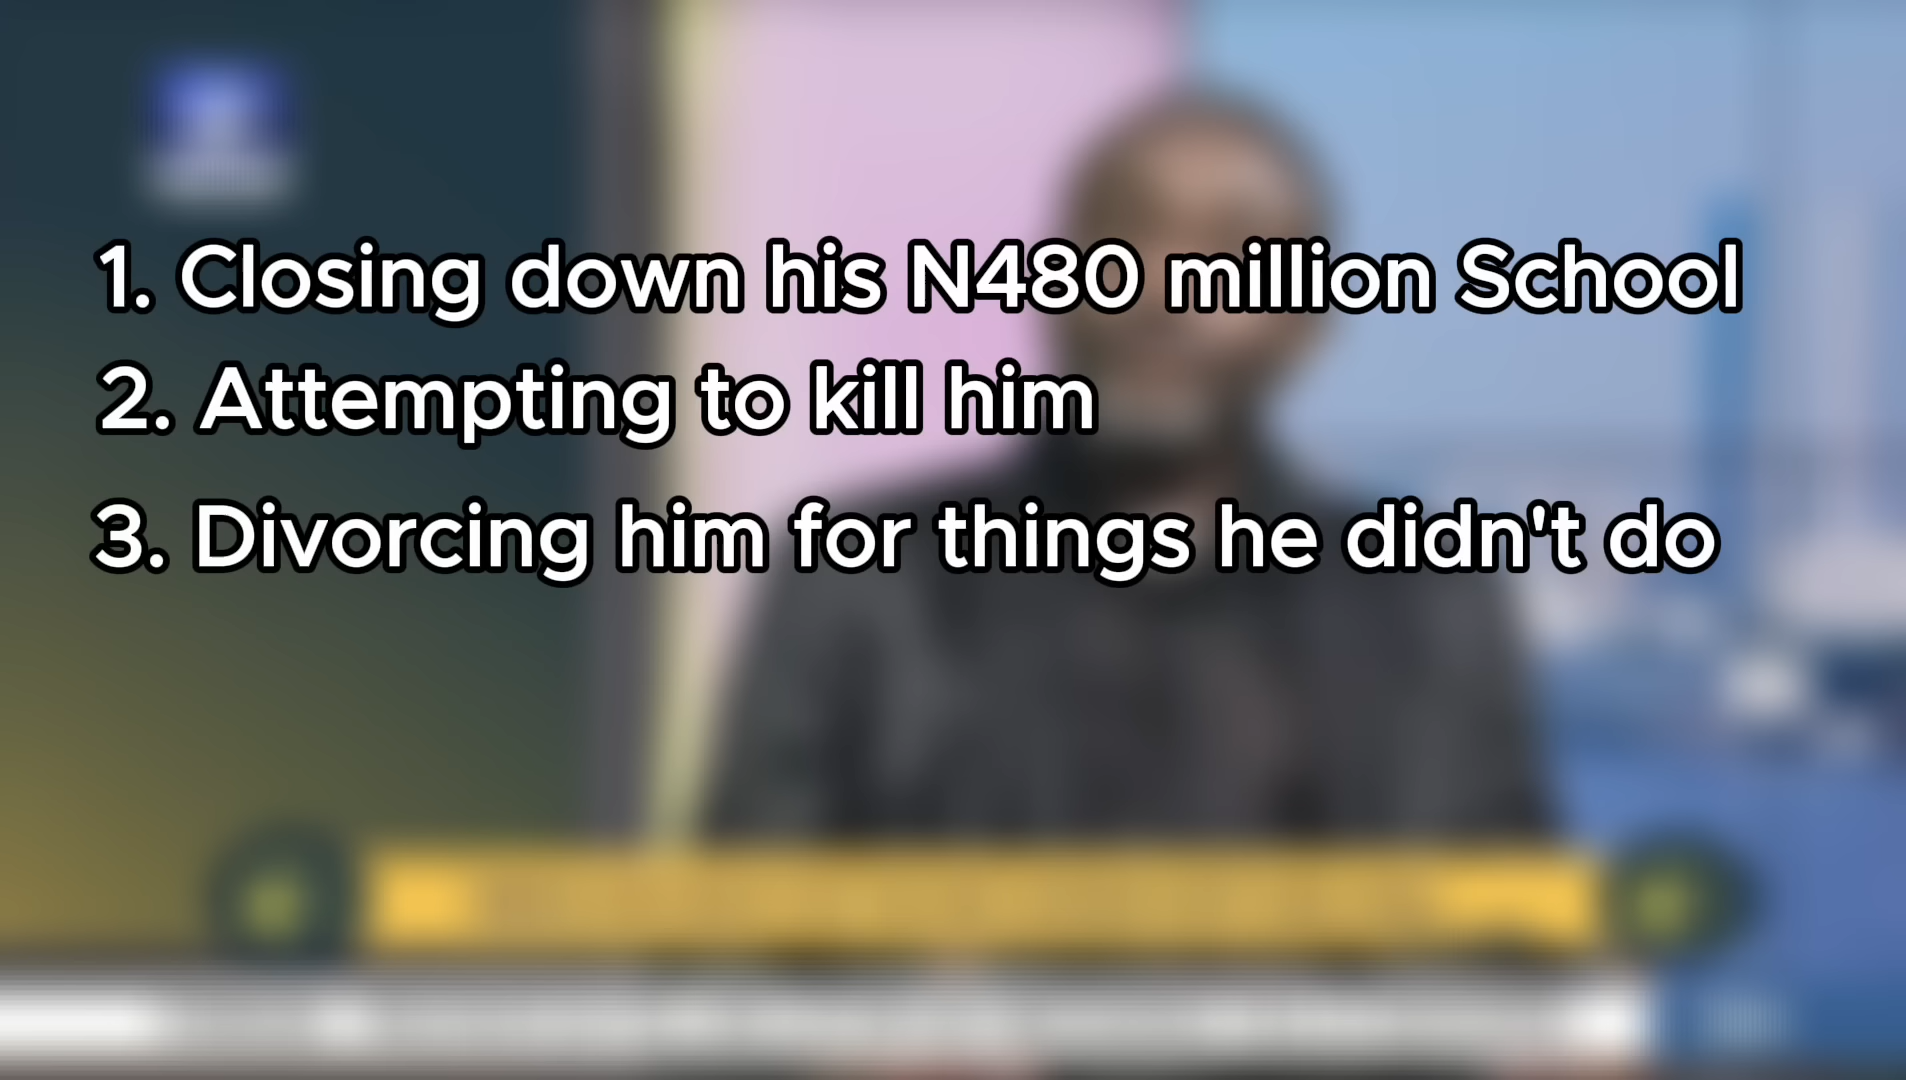 1. Closing down his N480 million School
2. Attempting to kill him
3. Divorcing him for things he didn't do